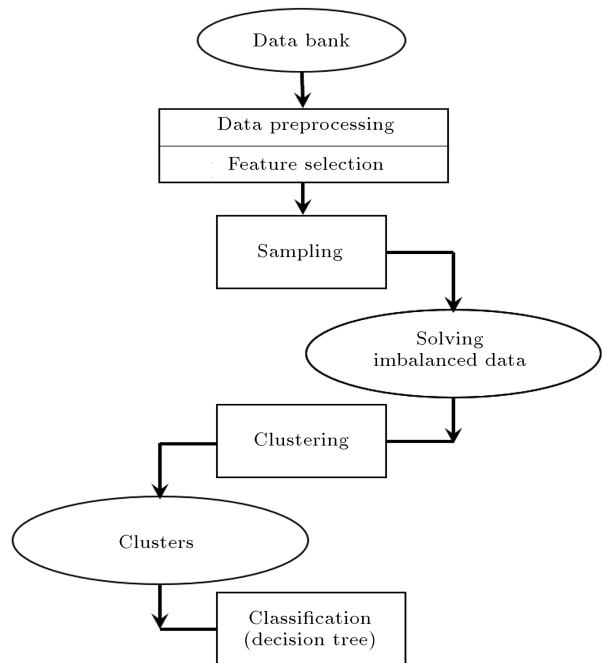 Data bank
Data preprocessing
Feature selection
Sampling
Solving
imbalanced data
Clustering
Clusters
Classification
(decision tree)